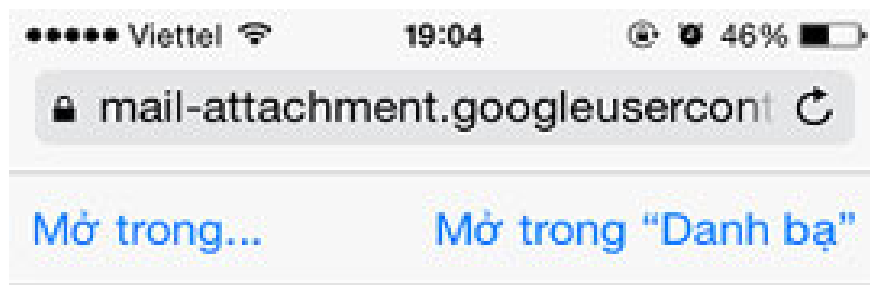 Viettel 19:04 46%
mail-attachment.googleusercont
Mở trong... Mở trong “Danh bạ”